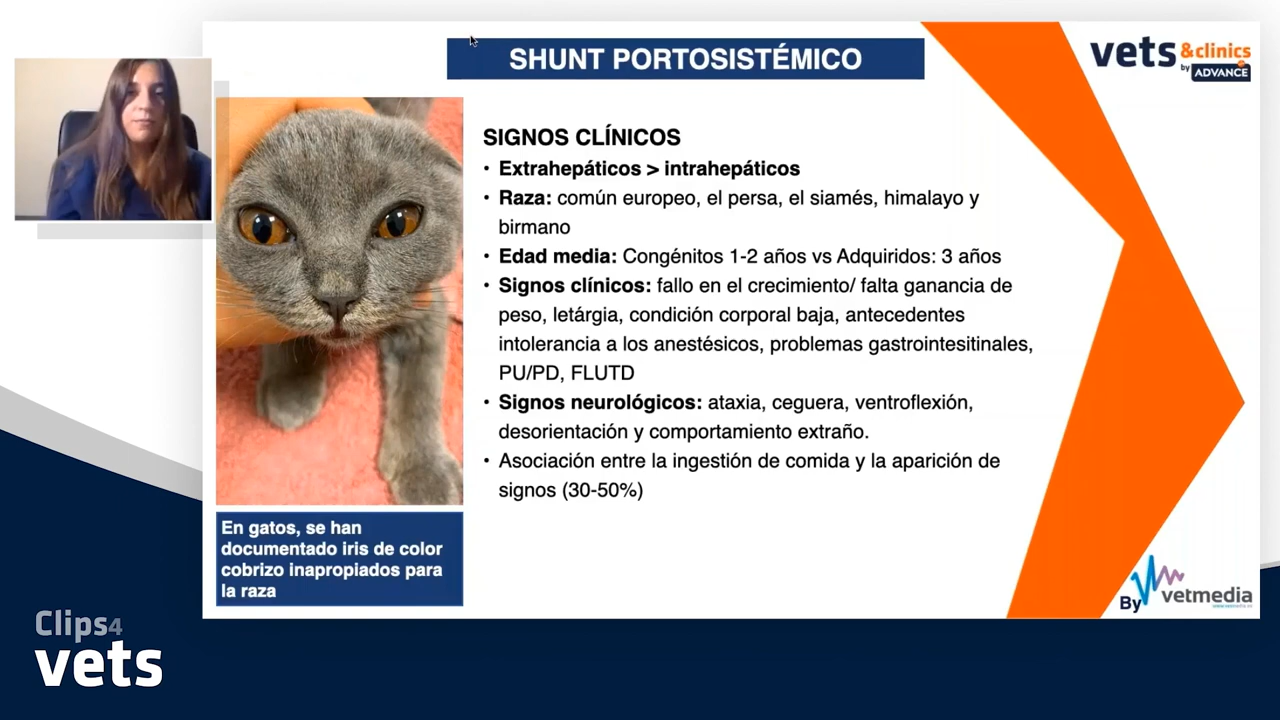 SHUNT PORTOSISTÉMICO
vets &clinics
by ADVANCE
SIGNOS CLÍNICOS
• Extrahepáticos > intrahepáticos
• Raza: común europeo, el persa, el siamés, himalayo y
birmano
• Edad media: Congénitos 1-2 años vs Adquiridos: 3 años
• Signos clínicos: fallo en el crecimiento/ falta ganancia de
peso, letárgia, condición corporal baja, antecedentes
intolerancia a los anestésicos, problemas gastrointesitinales,
PU/PD, FLUTD
• Signos neurológicos: ataxia, ceguera, ventroflexión,
desorientación y comportamiento extraño.
• Asociación entre la ingestión de comida y la aparición de
signos (30-50%)
En gatos, se han
documentado iris de color
cobrizo inapropiados para
la raza
By vetmedia
Clips4
vets